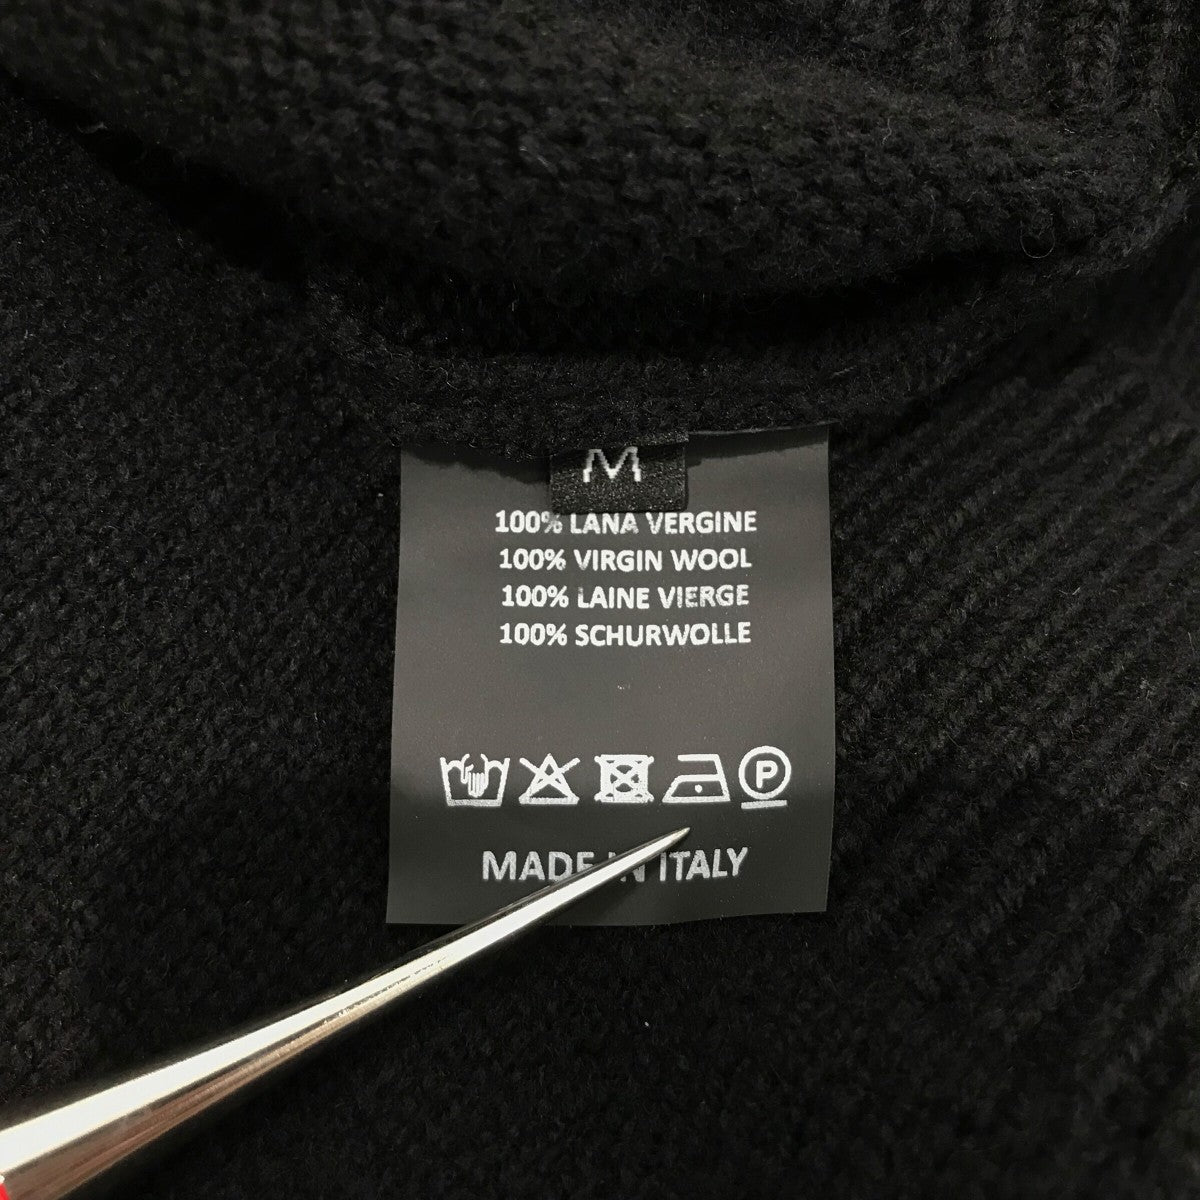 M
100% LANA VERGINE
100% VIRGIN WOOL
100% LAINE VIERGE
100% SCHURWOLLE
P
MADE IN ITALY